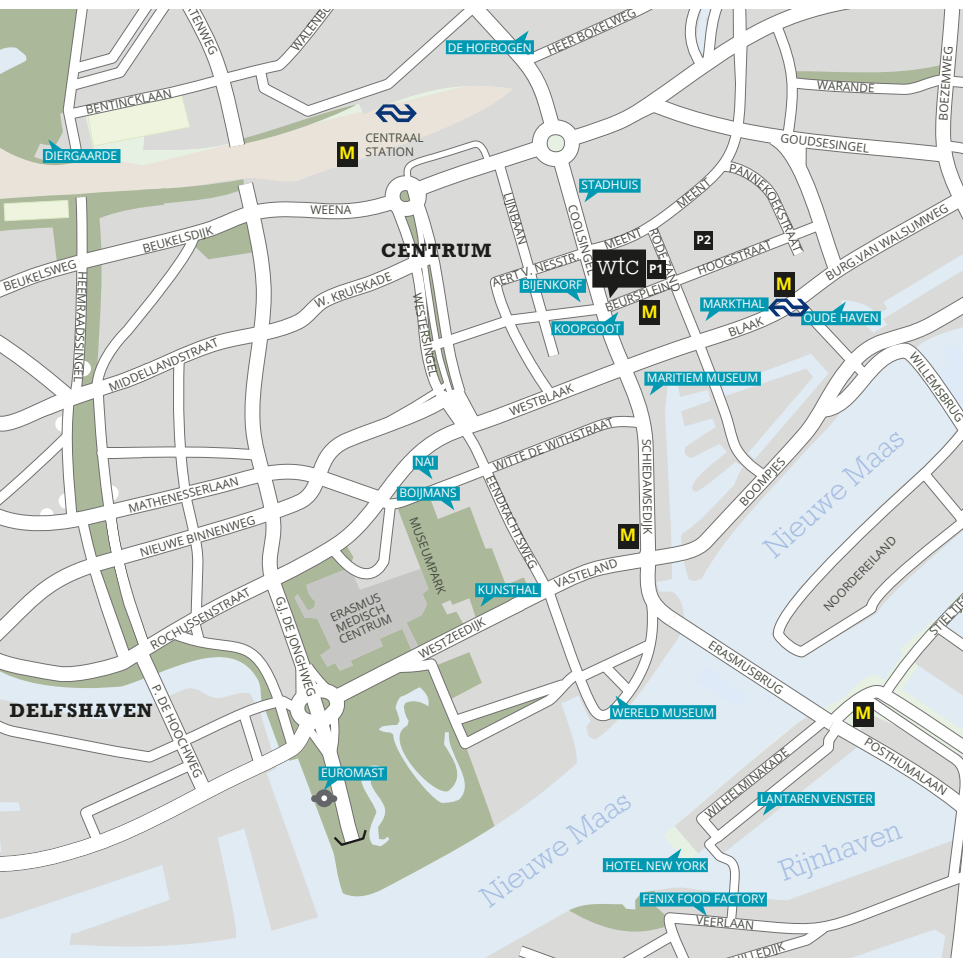 DE HOFBOGEN
HEER BOKELWEG
BENTINCKLAAN
WARANDE
BOEZEMWEG
CENTRAAL
STATION
M
DIERGAARDE
GOUDSESINGEL
STADHUIS
MEENT
PANNEKOEKSTRAAT
WEENA
BEUKELSDIJK
BEUKELSWEG
LIJNBAAN
COOLSINGEL
MEENT
RODEZAND
P2
HOOGSTRAAT
BURG.VAN WALSUMWEG
CENTRUM
AERT V. NESSTR.
wtc
P1
BIJENKORF
BEURSPLEIN
M
M
HEEMRAADSSINGEL
W. KRUISKADE
WESTERSINGEL
KOOPGOOT
MARKTHAL
BLAAK
OUDE HAVEN
MIDDELLANDSTRAAT
WESTBLAAK
MARITIEM MUSEUM
WILLEMSBRUG
WITTE DE WITHSTRAAT
SCHIEDAMSEDIJK
NAI
BOIJMANS
MATHENESSERLAAN
NIEUWE BINNENWEG
EENDRACHTSWEG
BOOMPJES
Nieuwe Maas
M
MUSEUMPARK
VASTELAND
KUNSTHAL
NOORDEREILAND
ROCHUSSENSTRAAT
G.J. DE JONGHWEG
ERASMUS
MEDISCH
CENTRUM
WESTZEEDIJK
ERASMUSBRUG
DELFSHAVEN
P. DE HOOCHWEG
WERELD MUSEUM
M
POSTHUMALAAN
EUROMAST
WILHELMINAKADE
LANTAREN VENSTER
Nieuwe Maas
Rijnhaven
HOTEL NEW YORK
FENIX FOOD FACTORY
VEERLAAN